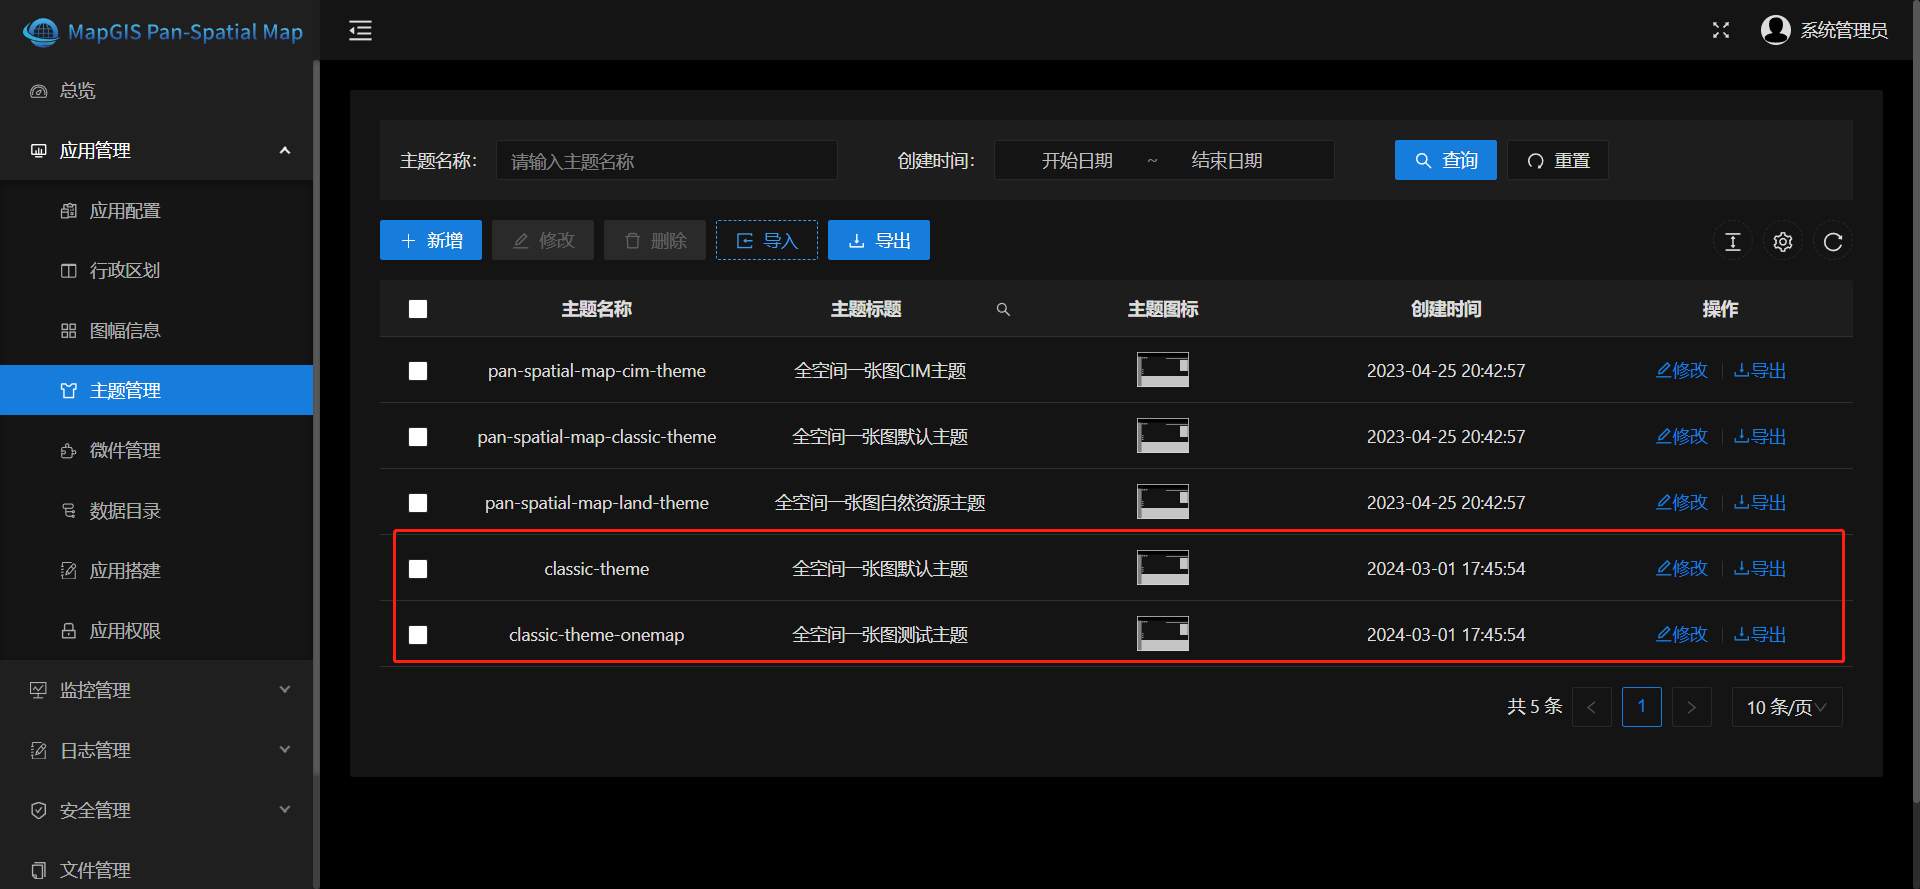 MapGIS Pan-Spatial Map
系统管理员
总览
应用管理
应用配置
行政区划
图幅信息
主题管理
微件管理
数据目录
应用搭建
应用权限
监控管理
日志管理
安全管理
文件管理
主题名称: 请输入主题名称 创建时间: 开始日期 ~ 结束日期 查询 重置
新增 修改 删除 导入 导出
主题名称 主题标题 主题图标 创建时间 操作
pan-spatial-map-cim-theme 全空间一张图CIM主题 2023-04-25 20:42:57 修改 导出
pan-spatial-map-classic-theme 全空间一张图默认主题 2023-04-25 20:42:57 修改 导出
pan-spatial-map-land-theme 全空间一张图自然资源主题 2023-04-25 20:42:57 修改 导出
classic-theme 全空间一张图默认主题 2024-03-01 17:45:54 修改 导出
classic-theme-onemap 全空间一张图测试主题 2024-03-01 17:45:54 修改 导出
共 5 条 < 1 > 10 条/页